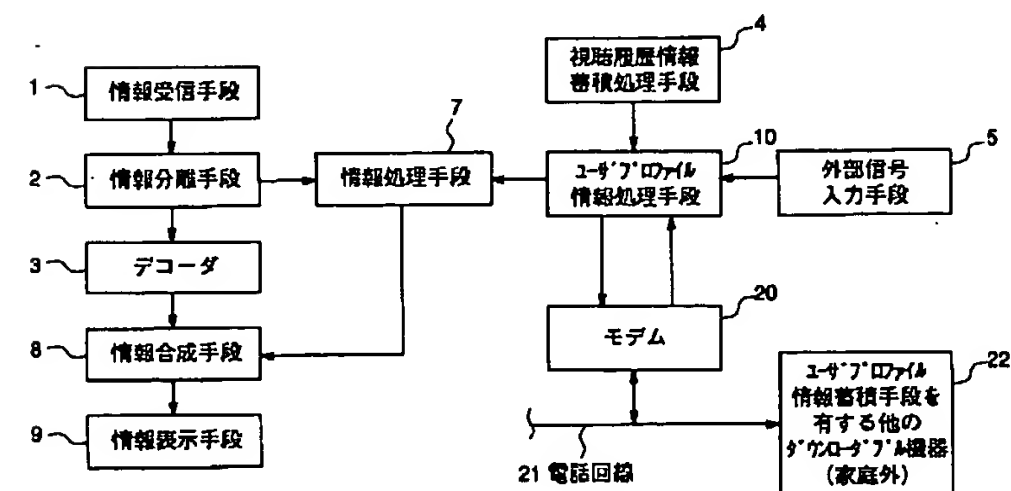 4
視聴履歴情報
蓄積処理手段
1
情報受信手段
7
10
5
2
情報分離手段
情報処理手段
ユーザプロファイル
情報処理手段
外部信号
入力手段
3
デコーダ
20
モデム
8
情報合成手段
22
ユーザプロファイル
情報蓄積手段を
有する他の
ダウンローダブル機器
(家庭外)
9
情報表示手段
21 電話回線